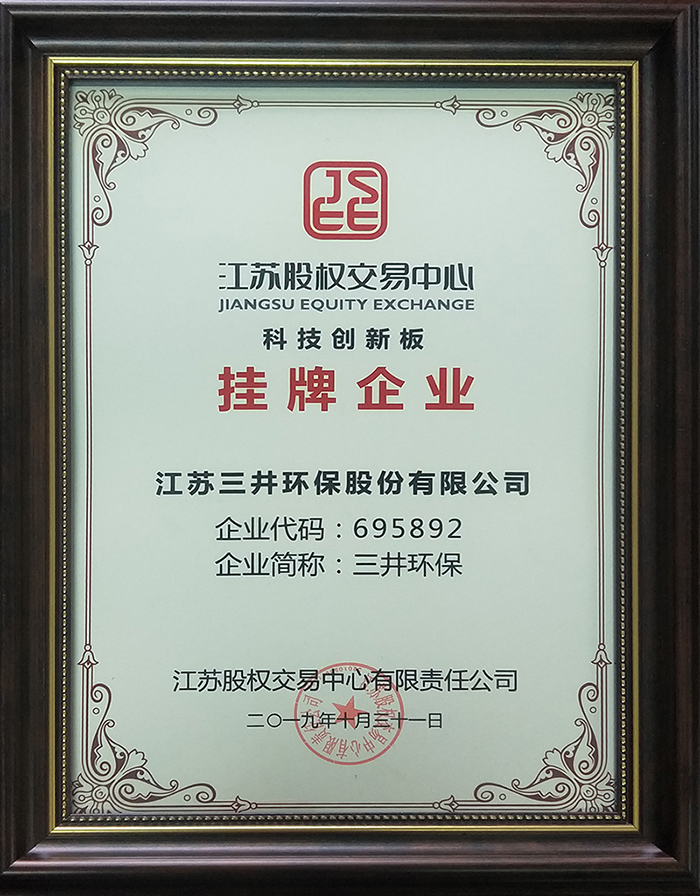 JS
EE
江苏股权交易中心
JIANGSU EQUITY EXCHANGE
科技创新板
挂牌企业
江苏三井环保股份有限公司
企业代码：695892
企业简称：三井环保
江苏股权交易中心有限责任公司
二〇一九年十月三十一日